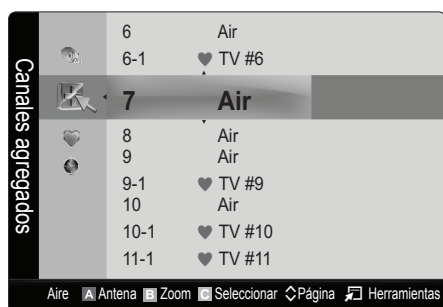 Canales agregados
6 Air
6-1 ♥ TV #6
7 Air
8 Air
9 Air
9-1 ♥ TV #9
10 Air
10-1 ♥ TV #10
11-1 ♥ TV #11
Aire A Antena B Zoom C Seleccionar Página Herramientas